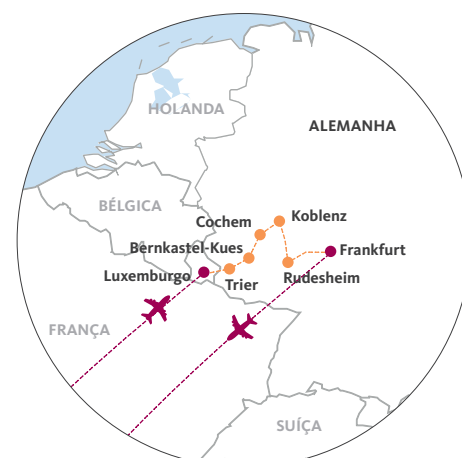 HOLANDA
ALEMANHA
BÉLGICA
Koblenz
Cochem
Bernkastel-Kues
Frankfurt
Luxemburgo
Rudesheim
Trier
FRANÇA
SUÍÇA